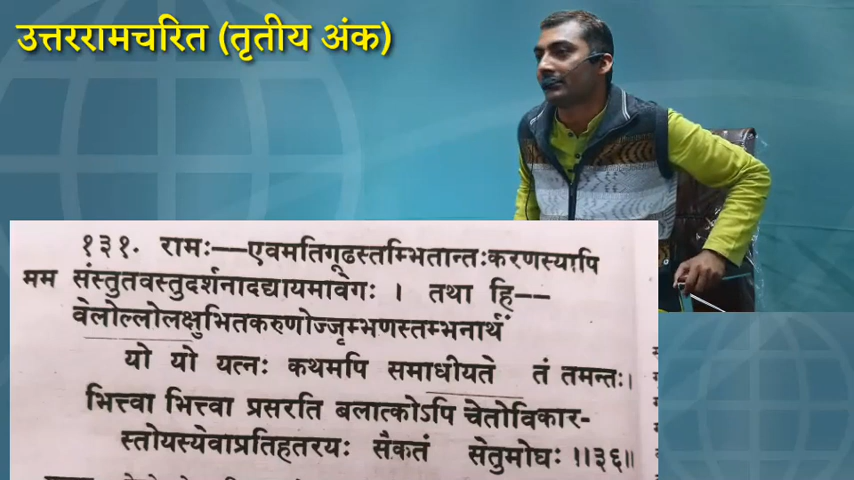 उत्तररामचरित (तृतीय अंक)
१३१. रामः––एवमतिगूढस्तम्भितान्तःकरणस्यापि
मम संस्तुतवस्तुदर्शनादद्यायमावेगः । तथा हि––
वेलोल्लोलक्षुभितकरुणोज्जृम्भणस्तम्भनार्थं
यो यो यत्नः कथमपि समाधीयते तं तमन्तः।
भित्त्वा भित्त्वा प्रसरति बलात्कोऽपि चेतोविकार-
स्तोयस्येवाप्रतिहतरयः सैकतं सेतुमोघः ।।३६।।